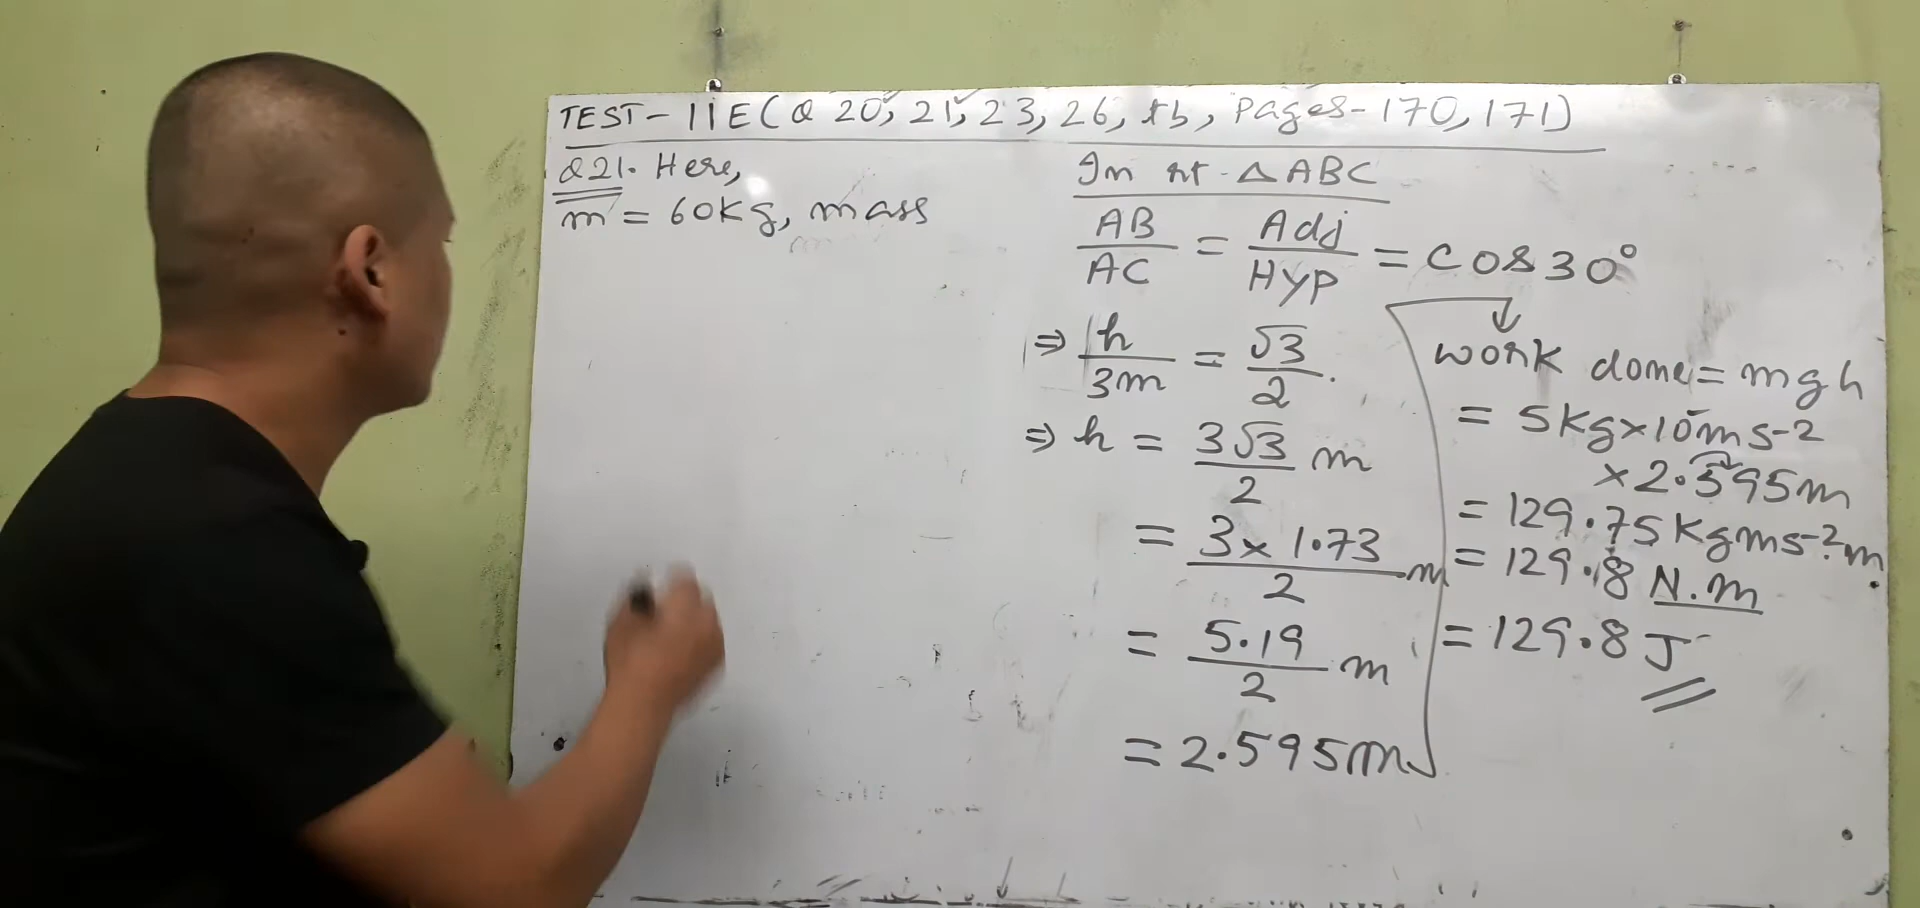 TEST-11E(Q 20, 21, 23, 26, tb, Pages-170, 171)
Q21. Here,
m = 60kg, mass
In rt. △ABC
AB/AC = Adj/HYP = cos30°
⇒ h/3m = √3/2.
⇒ h = 3√3/2 m
= 3×1.73/2 m
= 5.19/2 m
= 2.595m
work done = mgh
= 5kg×10ms-2
×2.595m
= 129.75kgms-2m
= 129.8 N.m
= 129.8 J